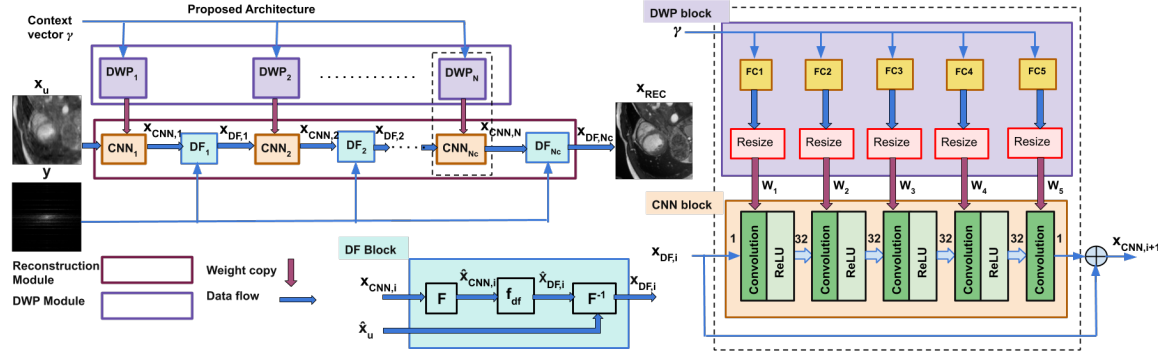 Proposed Architecture
Context
vector γ
DWP₁
DWP₂
DWP_N
x_u
x_CNN,1
x_DF,1
x_CNN,2
x_DF,2
x_CNN,N
x_DF,Nc
x_REC
CNN₁
DF₁
CNN₂
DF₂
CNN_Nc
DF_Nc
y
Reconstruction
Module
DWP Module
Weight copy
Data flow
DF Block
x_CNN,i
F
x̂_CNN,i
f_df
x̂_DF,i
F⁻¹
x_DF,i
x̂_u
DWP block
γ
FC1 FC2 FC3 FC4 FC5
Resize Resize Resize Resize Resize
W₁ W₂ W₃ W₄ W₅
CNN block
x_DF,i
1 Convolution ReLU 32 Convolution ReLU 32 Convolution ReLU 32 Convolution ReLU 32 Convolution 1
x_CNN,i+1